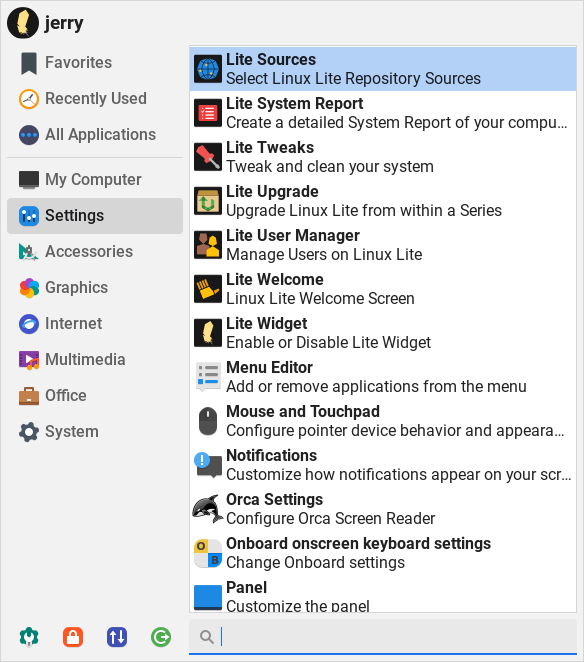 jerry
Favorites
Recently Used
All Applications
My Computer
Settings
Accessories
Graphics
Internet
Multimedia
Office
System
Lite Sources
Select Linux Lite Repository Sources
Lite System Report
Create a detailed System Report of your compu...
Lite Tweaks
Tweak and clean your system
Lite Upgrade
Upgrade Linux Lite from within a Series
Lite User Manager
Manage Users on Linux Lite
Lite Welcome
Linux Lite Welcome Screen
Lite Widget
Enable or Disable Lite Widget
Menu Editor
Add or remove applications from the menu
Mouse and Touchpad
Configure pointer device behavior and appeara...
Notifications
Customize how notifications appear on your scr...
Orca Settings
Configure Orca Screen Reader
Onboard onscreen keyboard settings
Change Onboard settings
Panel
Customize the panel